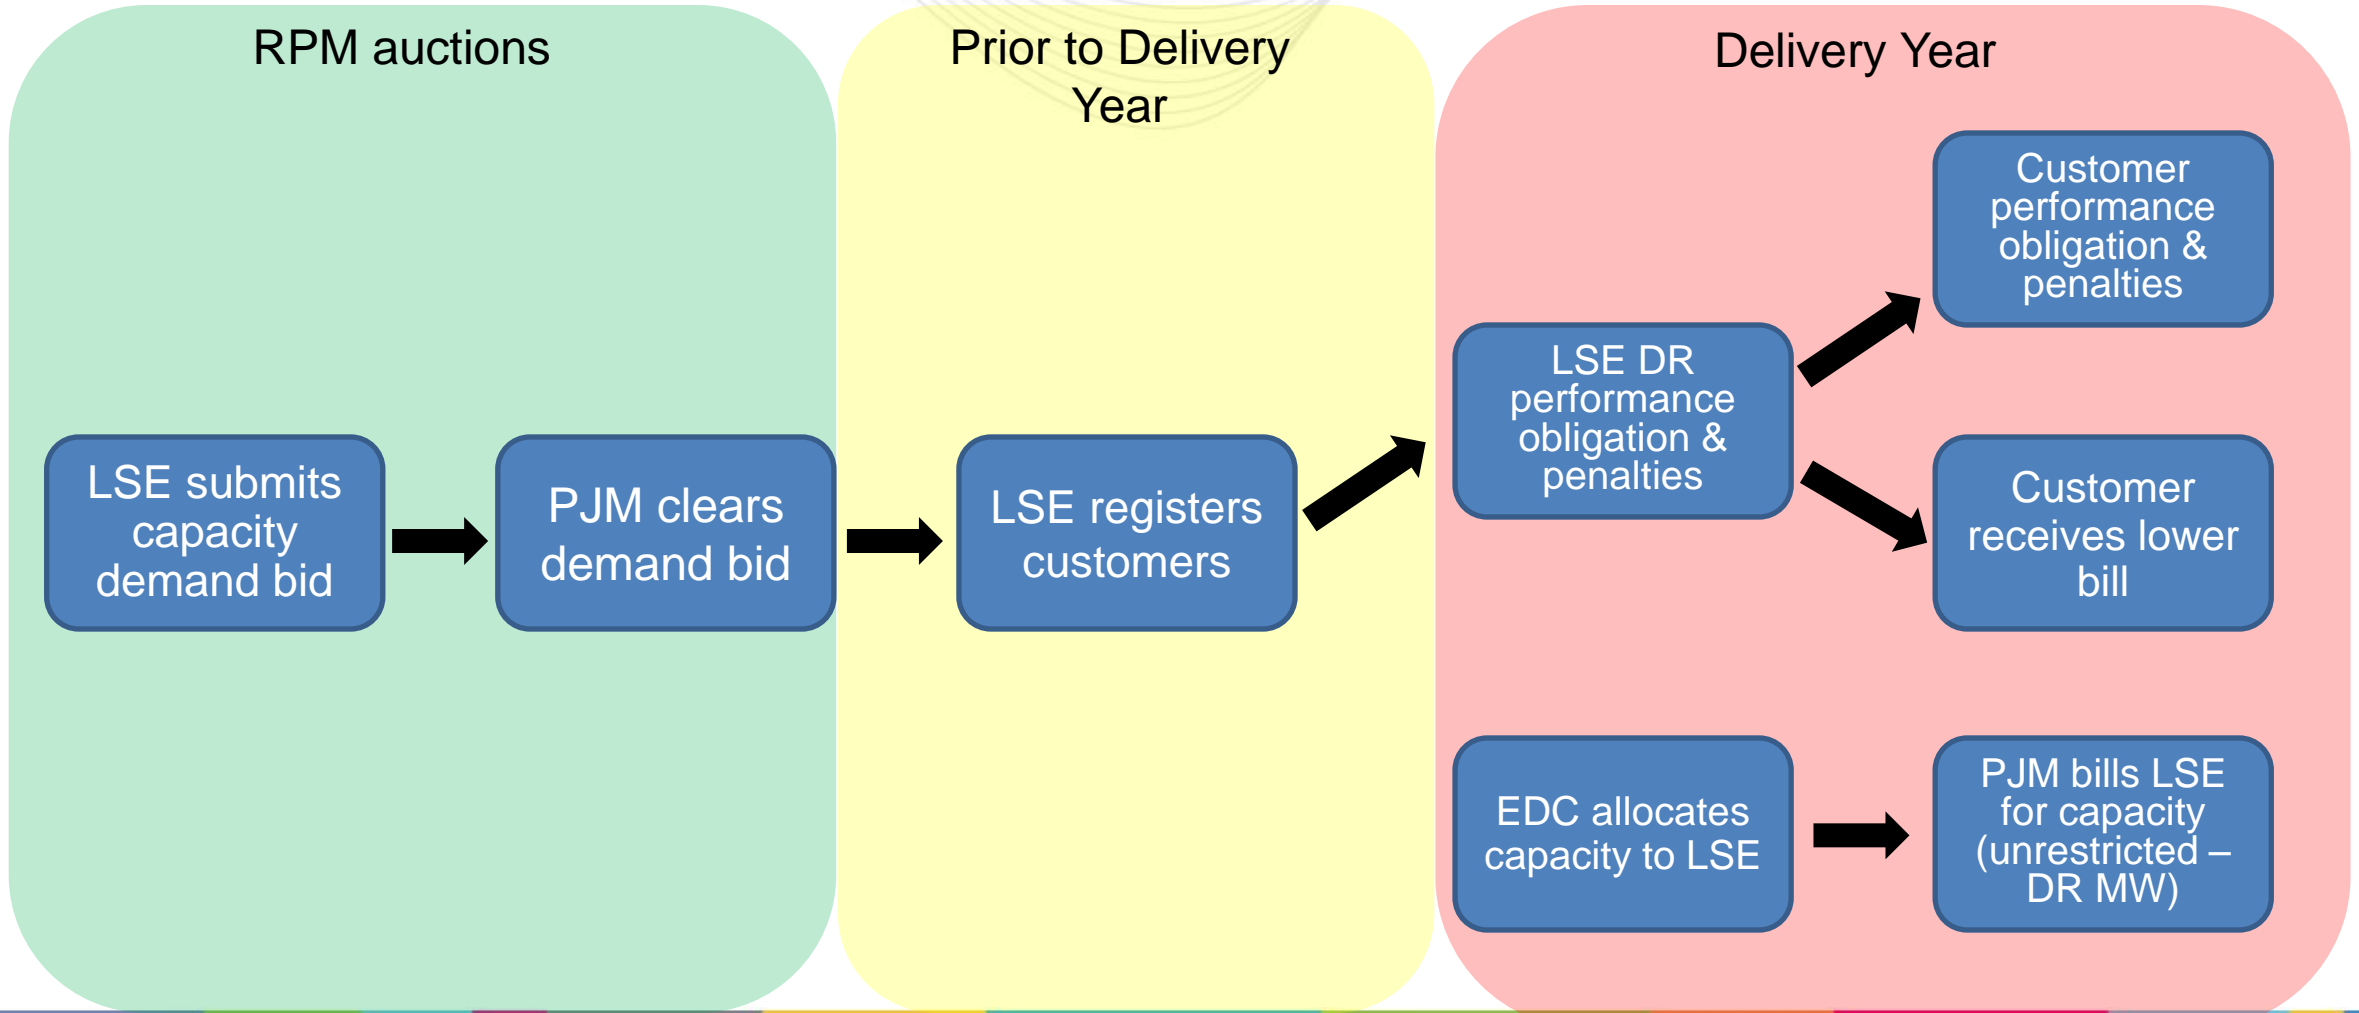 RPM auctions
Prior to Delivery
Year
Delivery Year
LSE submits
capacity
demand bid
PJM clears
demand bid
LSE registers
customers
LSE DR
performance
obligation &
penalties
Customer
performance
obligation &
penalties
Customer
receives lower
bill
EDC allocates
capacity to LSE
PJM bills LSE
for capacity
(unrestricted –
DR MW)